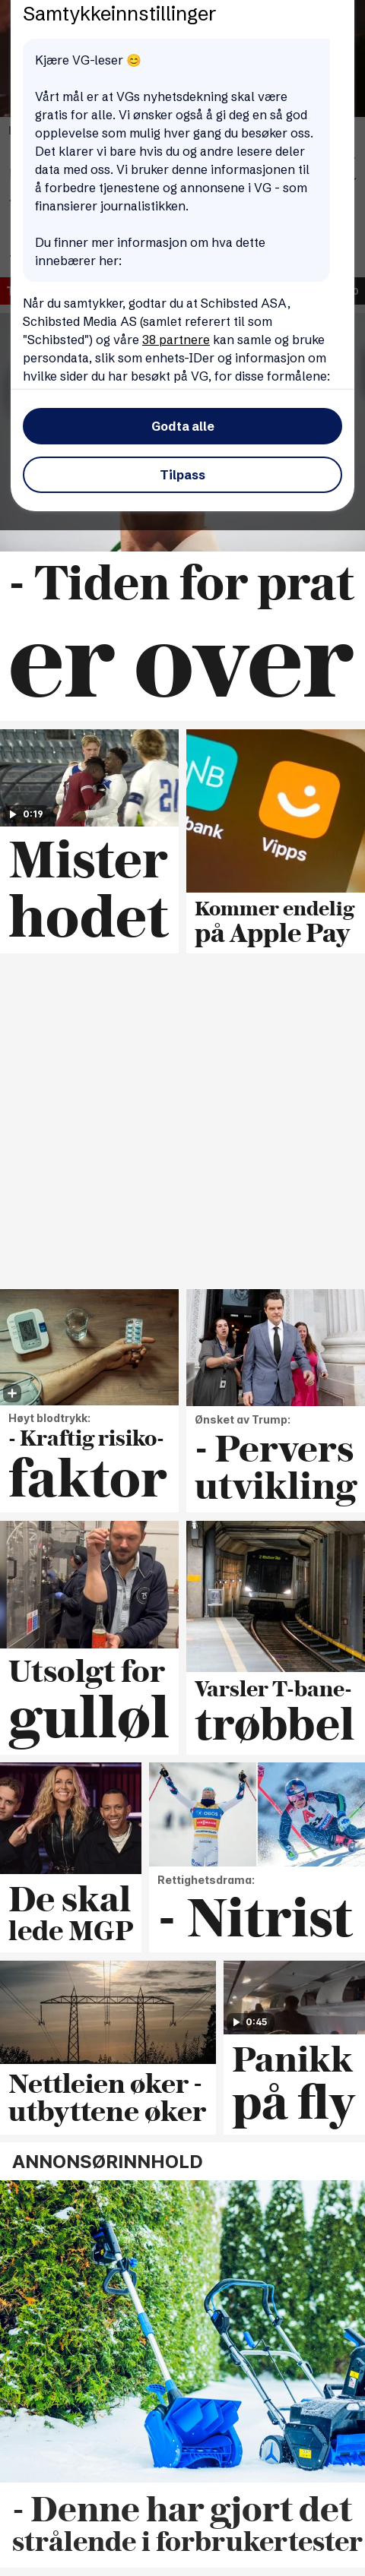 Samtykkeinnstillinger
Kjære VG-leser 😊
Vårt mål er at VGs nyhetsdekning skal være
gratis for alle. Vi ønsker også å gi deg en så god
opplevelse som mulig hver gang du besøker oss.
Det klarer vi bare hvis du og andre lesere deler
data med oss. Vi bruker denne informasjonen til
å forbedre tjenestene og annonsene i VG - som
finansierer journalistikken.
Du finner mer informasjon om hva dette
innebærer her:
Når du samtykker, godtar du at Schibsted ASA,
Schibsted Media AS (samlet referert til som
"Schibsted") og våre 38 partnere kan samle og bruke
persondata, slik som enhets-IDer og informasjon om
hvilke sider du har besøkt på VG, for disse formålene:
Godta alle
Tilpass
- Tiden for prat
er over
0:19
Mister
hodet
NB
bank
Vipps
Kommer endelig
på Apple Pay
Høyt blodtrykk:
- Kraftig risiko-
faktor
Ønsket av Trump:
- Pervers
utvikling
Utsolgt for
gulløl
Varsler T-bane-
trøbbel
De skal
lede MGP
Rettighetsdrama:
- Nitrist
Nettleien øker -
utbyttene øker
0:45
Panikk
på fly
ANNONSØRINNHOLD
- Denne har gjort det
strålende i forbrukertester